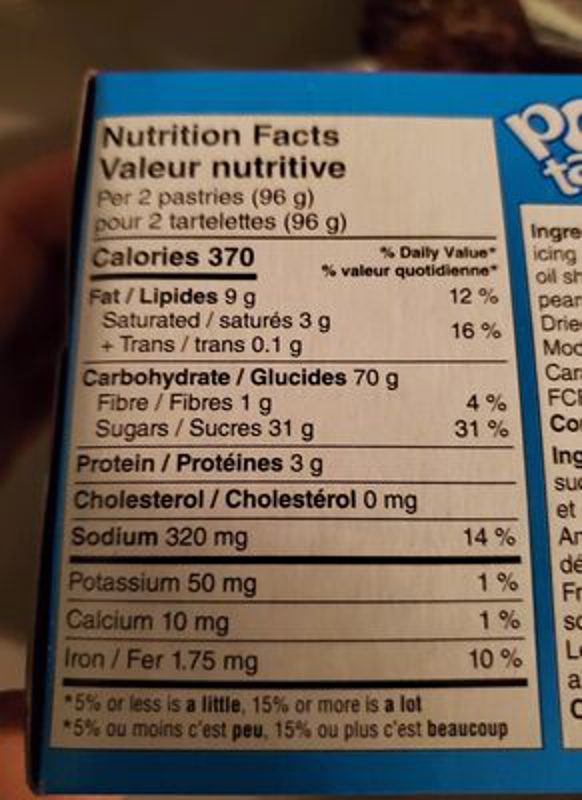 Nutrition Facts
Valeur nutritive
Per 2 pastries (96 g)
pour 2 tartelettes (96 g)
Calories 370
% Daily Value*
% valeur quotidienne*
Fat / Lipides 9 g 12 %
Saturated / saturés 3 g
+ Trans / trans 0.1 g
16 %
Carbohydrate / Glucides 70 g
Fibre / Fibres 1 g 4 %
Sugars / Sucres 31 g 31 %
Protein / Protéines 3 g
Cholesterol / Cholestérol 0 mg
Sodium 320 mg 14 %
Potassium 50 mg 1 %
Calcium 10 mg 1 %
Iron / Fer 1.75 mg 10 %
*5% or less is a little, 15% or more is a lot
*5% ou moins c'est peu, 15% ou plus c'est beaucoup
icing
oil sh
et